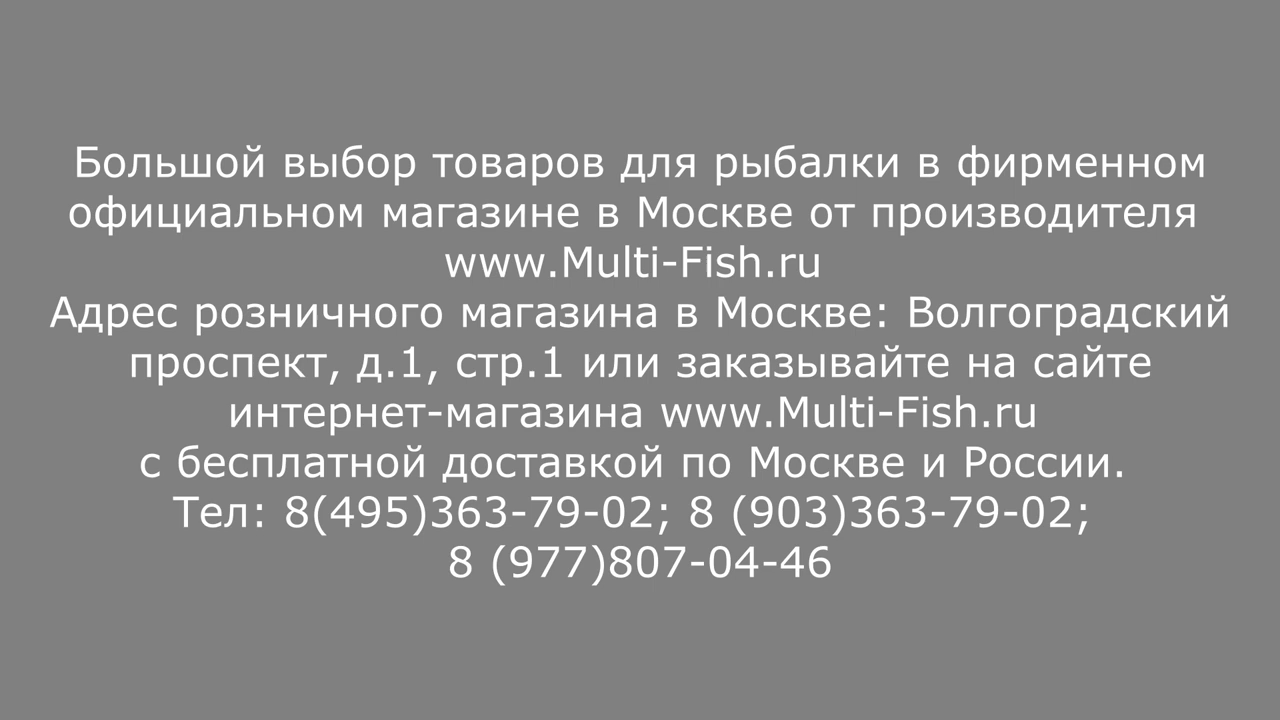 Большой выбор товаров для рыбалки в фирменном
официальном магазине в Москве от производителя
www.Multi-Fish.ru
Адрес розничного магазина в Москве: Волгоградский
проспект, д.1, стр.1 или заказывайте на сайте
интернет-магазина www.Multi-Fish.ru
с бесплатной доставкой по Москве и России.
Тел: 8(495)363-79-02; 8 (903)363-79-02;
8 (977)807-04-46